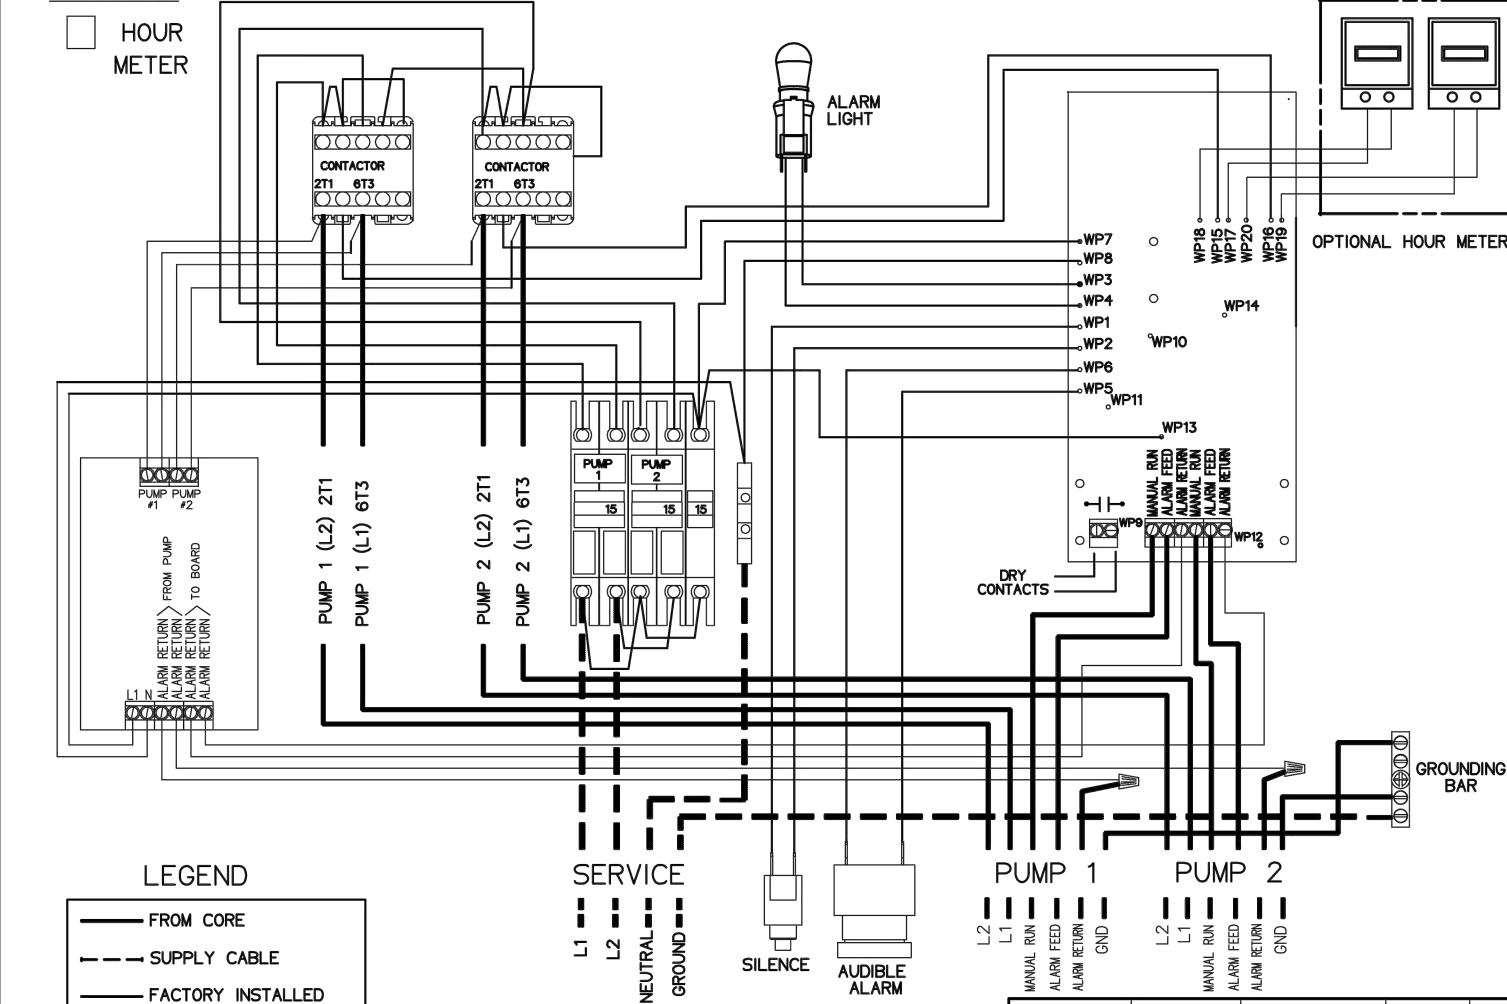 HOUR
METER
ALARM
LIGHT
CONTACTOR
2T1 6T3
CONTACTOR
2T1 6T3
WP18
WP15
WP17
WP20
WP16
WP19
OPTIONAL HOUR METER
WP7
WP8
WP3
WP4
WP1
WP2
WP6
WP5
WP14
WP10
WP11
WP13
MANUAL RUN
ALARM FEED
ALARM RETURN
MANUAL RUN
ALARM FEED
ALARM RETURN
WP9
WP12
DRY
CONTACTS
PUMP
1
PUMP
2
15
15
15
PUMP
#1
PUMP
#2
PUMP 1 (L2) 2T1
PUMP 1 (L1) 6T3
PUMP 2 (L2) 2T1
PUMP 2 (L1) 6T3
FROM PUMP
TO BOARD
ALARM RETURN
ALARM RETURN
ALARM RETURN
ALARM RETURN
L1 N
GROUNDING
BAR
LEGEND
FROM CORE
SUPPLY CABLE
FACTORY INSTALLED
SERVICE
L1
L2
NEUTRAL
GROUND
SILENCE
AUDIBLE
ALARM
PUMP 1
L2
L1
MANUAL RUN
ALARM FEED
ALARM RETURN
GND
PUMP 2
L2
L1
MANUAL RUN
ALARM FEED
ALARM RETURN
GND